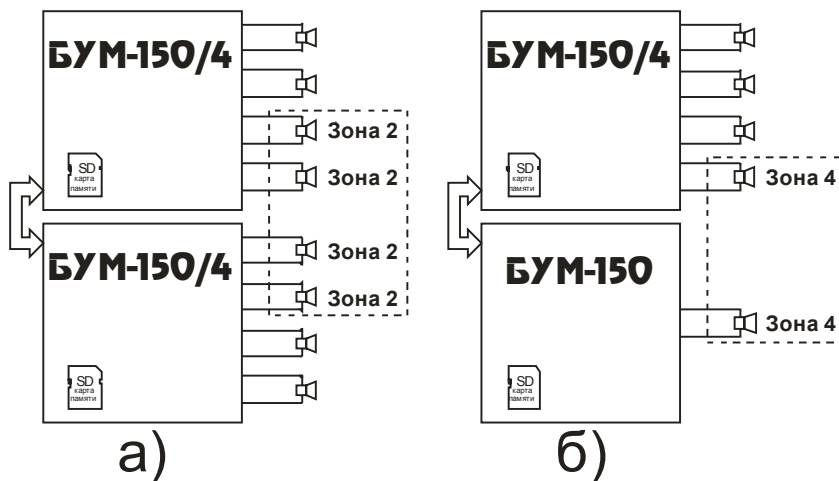 БУМ-150/4
Зона 2
SD
карта
памяти
Зона 2
БУМ-150/4
Зона 2
Зона 2
SD
карта
памяти
а)
БУМ-150/4
SD
карта
памяти
Зона 4
БУМ-150
Зона 4
SD
карта
памяти
б)